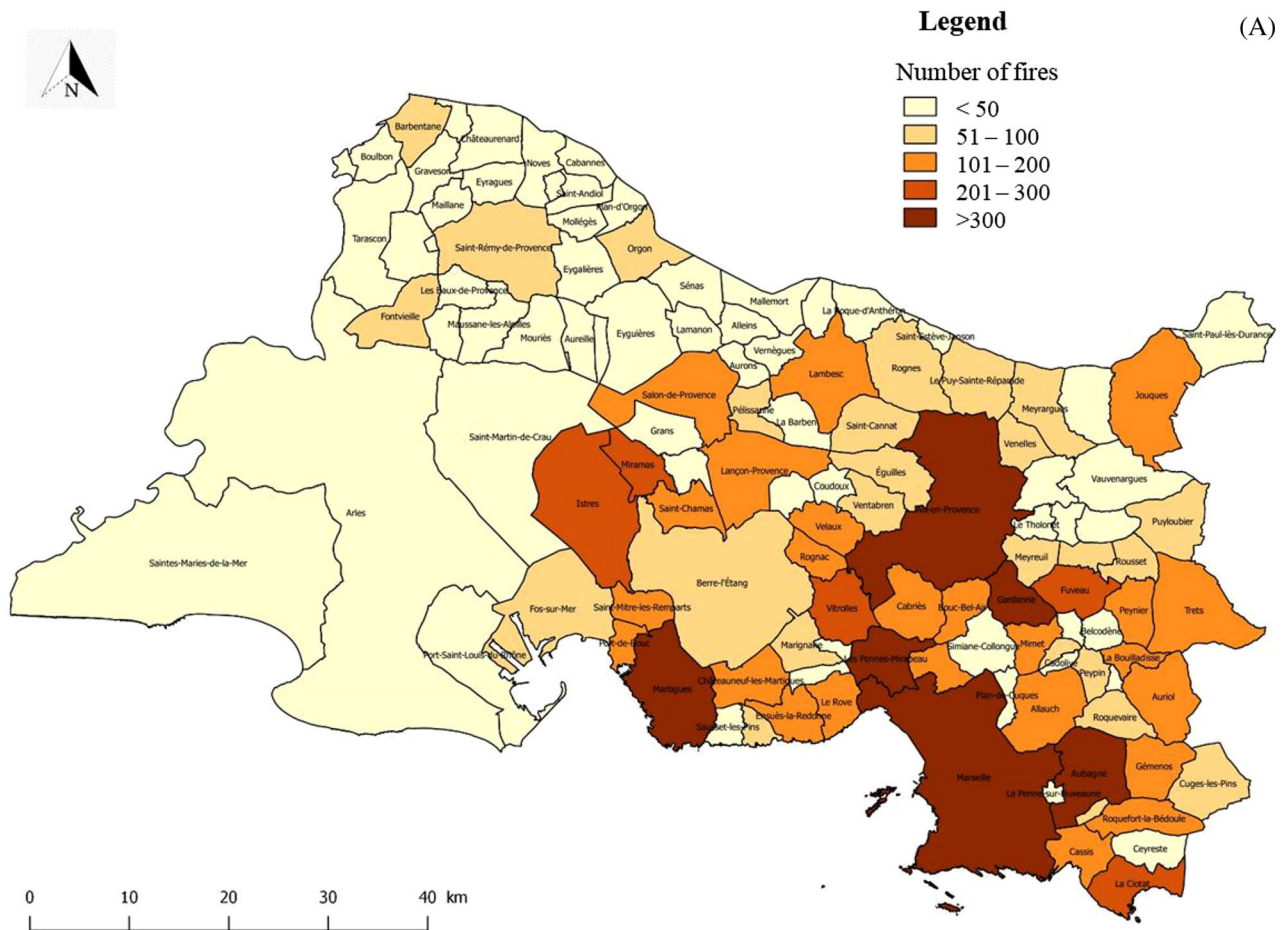 Legend
(A)
Number of fires
< 50
51 – 100
101 – 200
201 – 300
>300
N
Barbentane
Châteaurenard
Boulbon
Noves
Cabannes
Graveson
Eyragues
Saint-Andiol
Maillane
Plan-d'Orgon
Mollégès
Tarascon
Saint-Rémy-de-Provence
Orgon
Eygalières
Les Baux-de-Provence
Sénas
Mallemort
Fontvieille
La Roque-d'Anthéron
Maussane-les-Alpilles
Mouriès
Aureille
Eyguières
Lamanon
Alleins
Saint-Estève-Janson
Saint-Paul-lès-Durance
Vernègues
Aurons
Lambesc
Rognes
Le Puy-Sainte-Réparade
Salon-de-Provence
Jouques
Pélissanne
Meyrargues
La Barben
Saint-Cannat
Grans
Saint-Martin-de-Crau
Venelles
Miramas
Lançon-Provence
Éguilles
Vauvenargues
Coudoux
Istres
Saint-Chamas
Ventabren
Arles
Aix-en-Provence
Velaux
Le Tholonet
Puyloubier
Rognac
Meyreuil
Rousset
Saintes-Maries-de-la-Mer
Berre-l'Étang
Fuveau
Gardanne
Fos-sur-Mer
Saint-Mitre-les-Remparts
Vitrolles
Cabriès
Bouc-Bel-Air
Peynier
Trets
Belcodène
Port-de-Bouc
Marignane
Simiane-Collongue
Mimet
Port-Saint-Louis-du-Rhône
Les Pennes-Mirabeau
Cadolive
La Bouilladisse
Peypin
Martigues
Châteauneuf-les-Martigues
Plan-de-Cuques
Auriol
Le Rove
Allauch
Ensuès-la-Redonne
Roquevaire
Sausset-les-Pins
Gémenos
Marseille
Aubagne
Cuges-les-Pins
La Penne-sur-Huveaune
Roquefort-la-Bédoule
Cassis
Ceyreste
La Ciotat
0 10 20 30 40 km